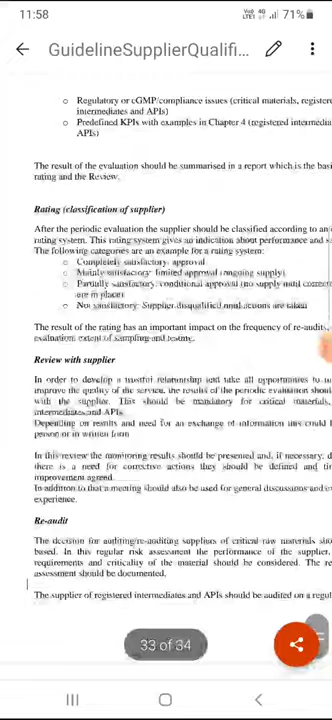 11:58
71%
GuidelineSupplierQualifi...
o Regulatory or cGMP/compliance issues (critical materials, registere
intermediates and APIs)
o Predefined KPIs with examples in Chapter 4 (registered intermedia
APIs)
The result of the evaluation should be summarised in a report which is the basi
rating and the Review.
Rating (classification of supplier)
After the periodic evaluation the supplier should be classified according to an
rating system. This rating system gives an indication about performance and s
The following categories are an example for a rating system:
o Completely satisfactory: approval
o Mainly satisfactory: limited approval (ongoing supply)
o Partially satisfactory: conditional approval (no supply until correct
are in place)
o Not satisfactory: Supplier disqualified until actions are taken
The result of the rating has an important impact on the frequency of re-audits,
evaluation, extent of sampling and testing.
Review with supplier
In order to develop a trustful relationship and take all opportunities to
improve the quality of the service, the results of the periodic evaluation shoul
with the supplier. This should be mandatory for critical materials,
intermediates and APIs
Depending on results and need for an exchange of information this could
person or in written form
In this review the monitoring results should be presented and, if necessary, d
there is a need for corrective actions they should be defined and tim
improvement agreed.
In addition to that a meeting should also be used for general discussions and
experience.
Re-audit
The decision for auditing/re-auditing suppliers of critical raw materials sho
based. In this regular risk assessment the performance of the supplier,
requirements and criticality of the material should be considered. The re
assessment should be documented.
The supplier of registered intermediates and APIs should be audited on a regul
33 of 34